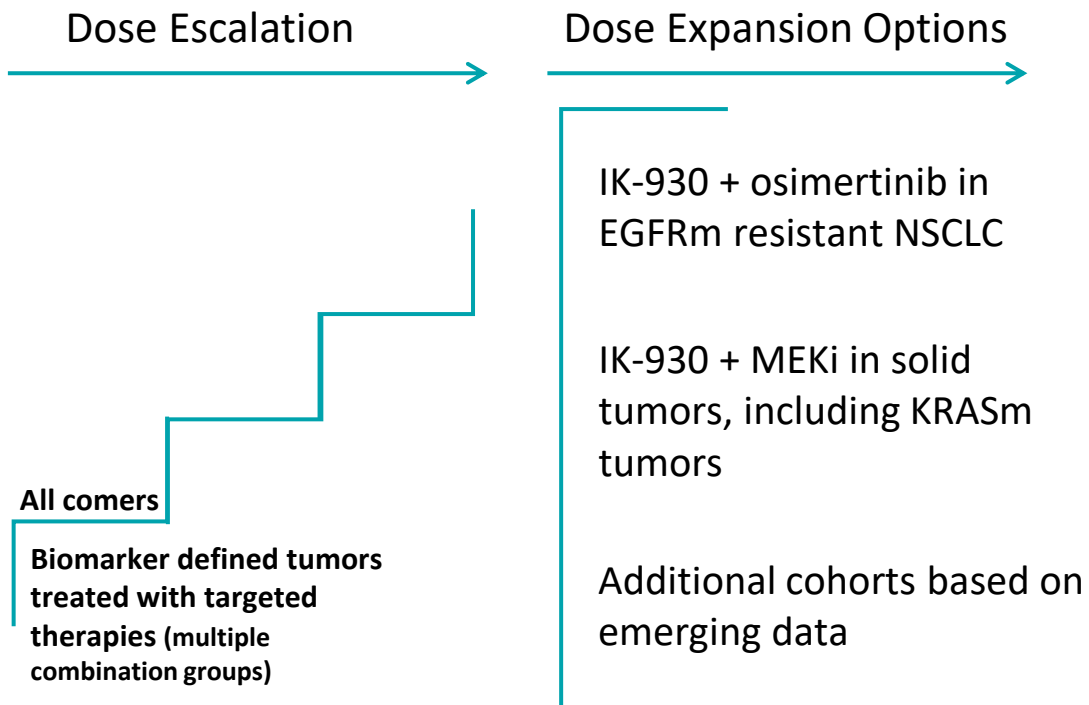 Dose Escalation
Dose Expansion Options
All comers
Biomarker defined tumors
treated with targeted
therapies (multiple
combination groups)
IK-930 + osimertinib in
EGFRm resistant NSCLC
IK-930 + MEKi in solid
tumors, including KRASm
tumors
Additional cohorts based on
emerging data